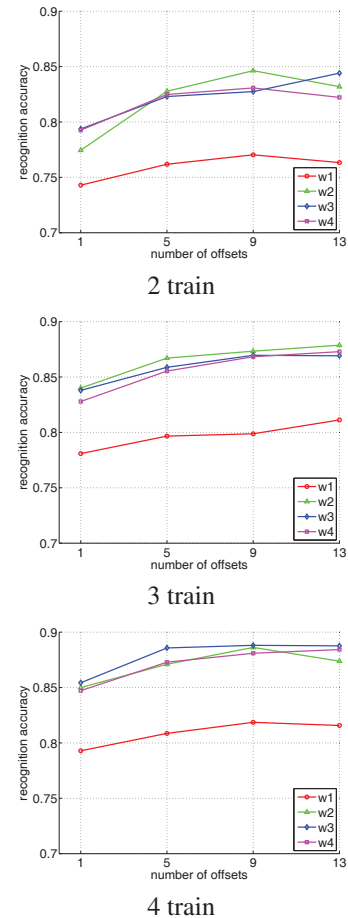 0.9
0.85
0.8
0.75
0.7
recognition accuracy
1 5 9 13
number of offsets
w1
w2
w3
w4
2 train
0.9
0.85
0.8
0.75
0.7
recognition accuracy
1 5 9 13
number of offsets
w1
w2
w3
w4
3 train
0.9
0.85
0.8
0.75
0.7
recognition accuracy
1 5 9 13
number of offsets
w1
w2
w3
w4
4 train